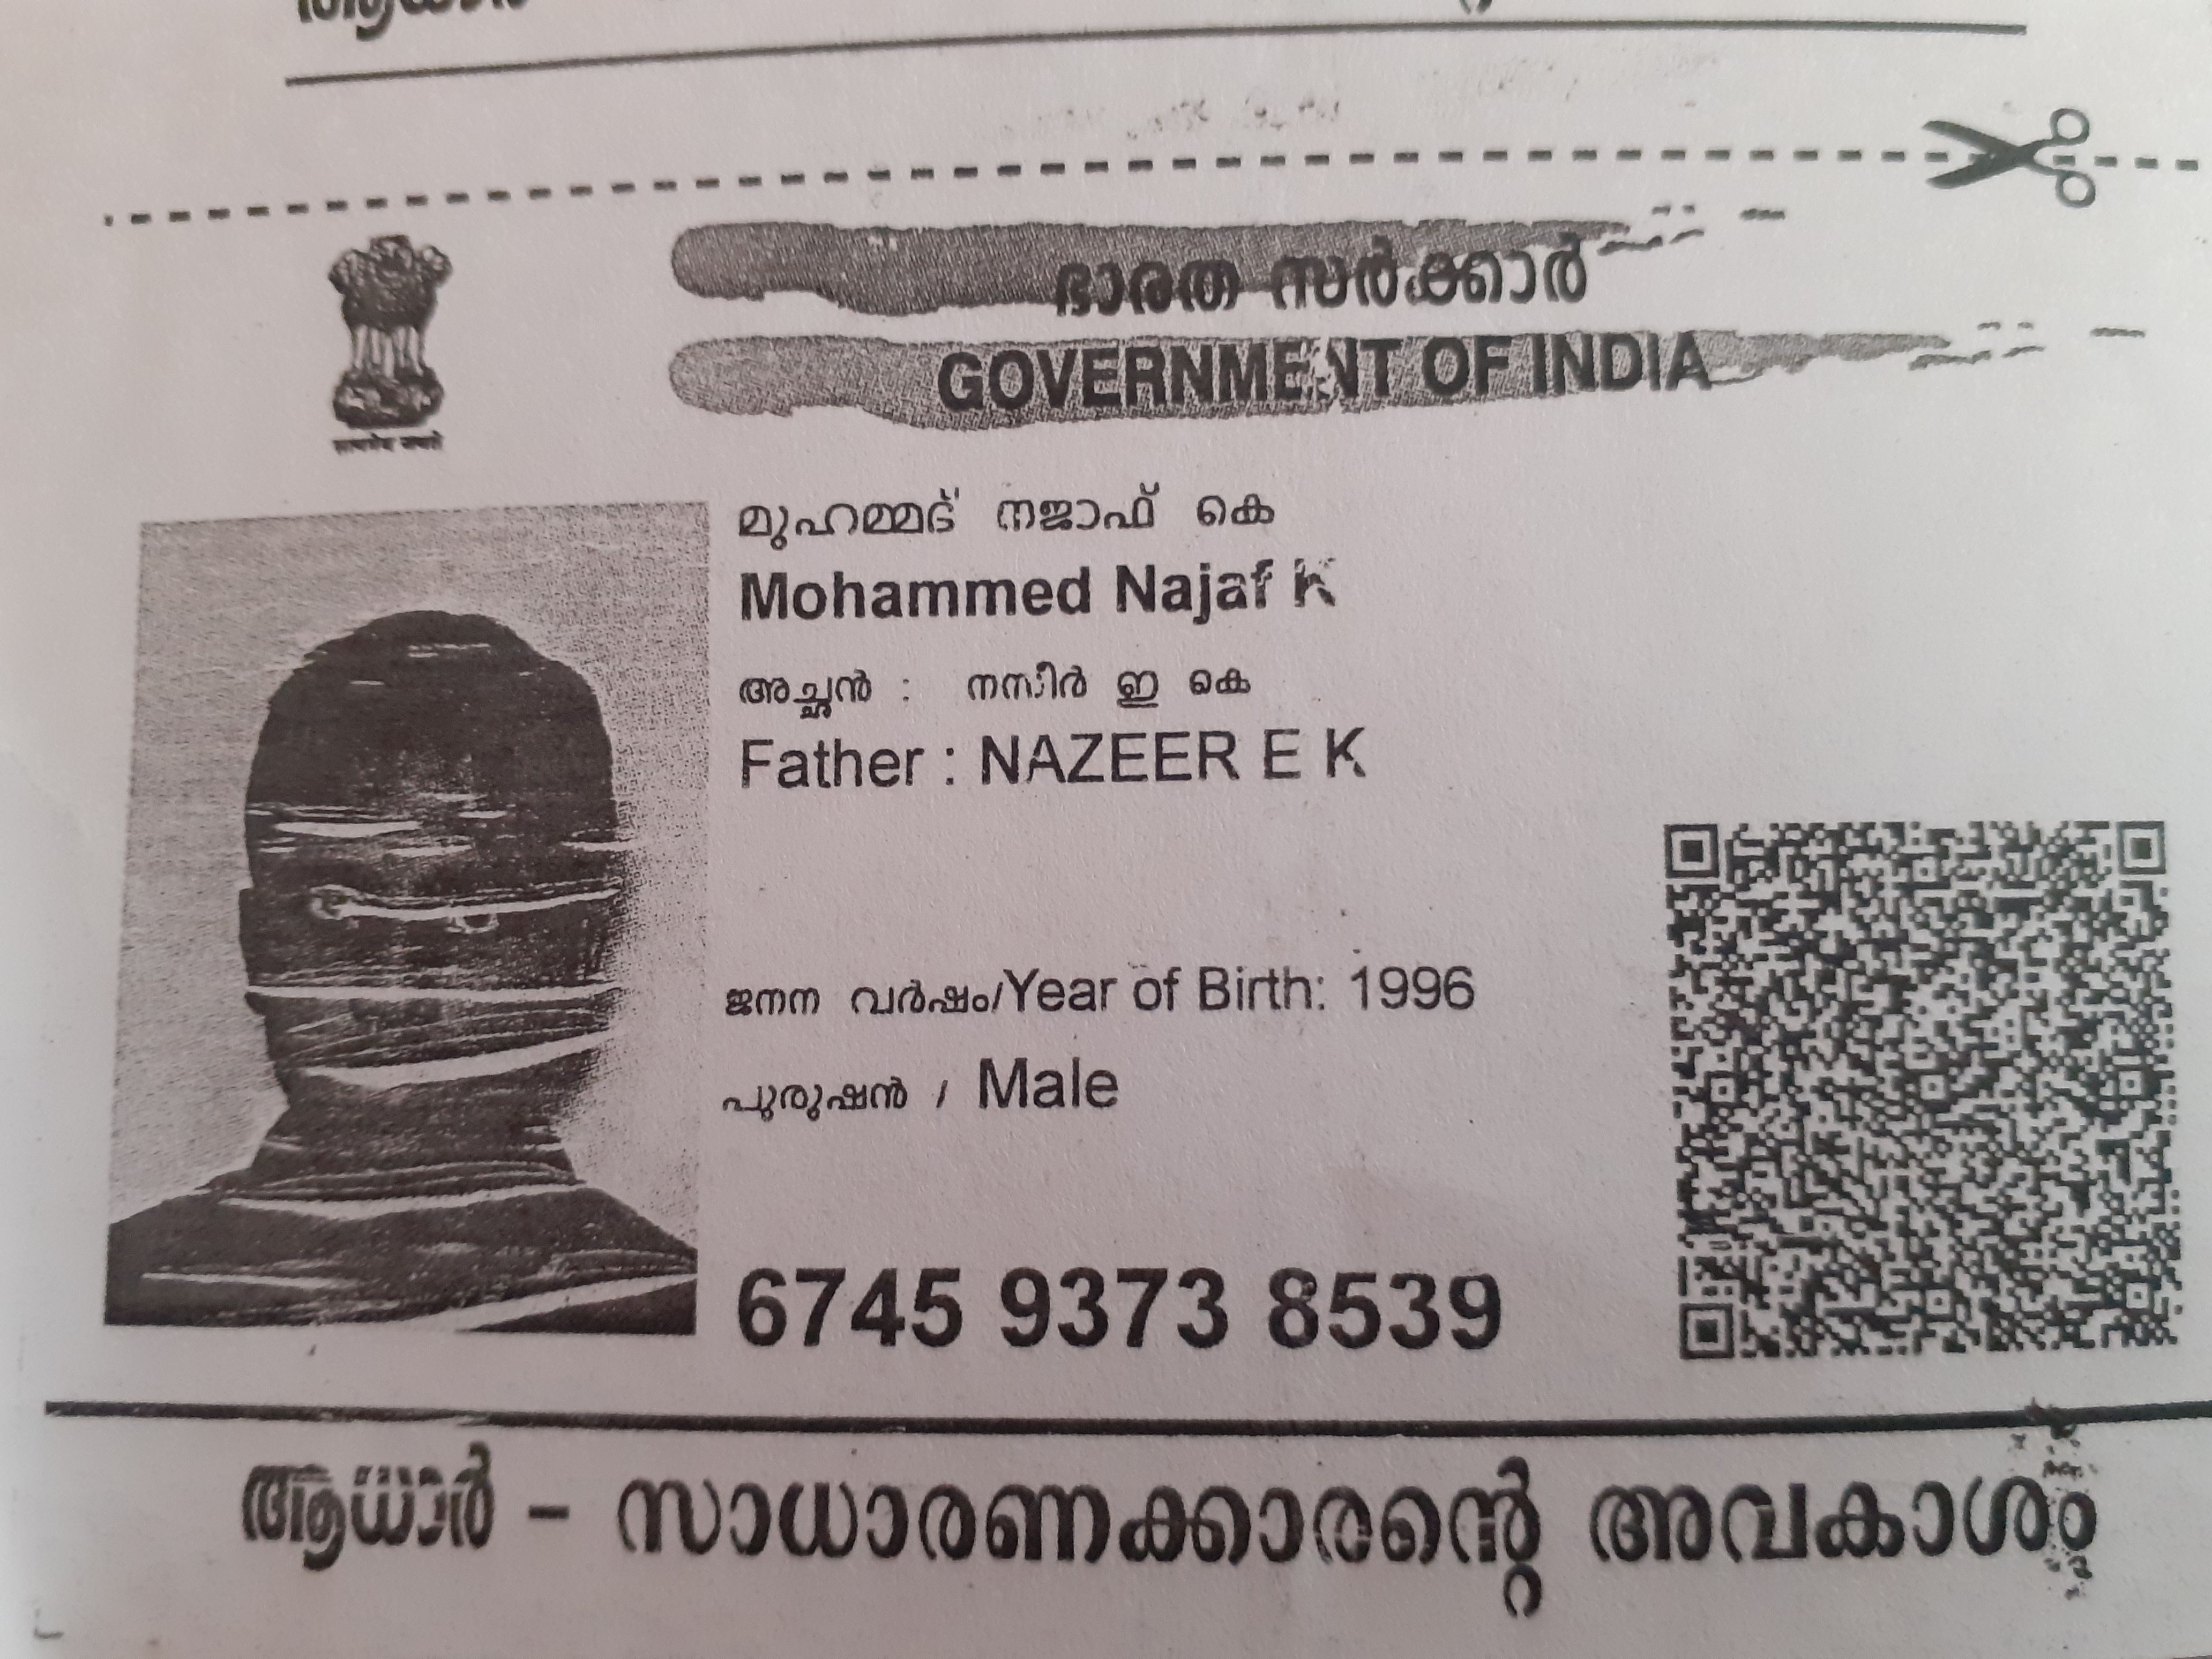 ഭാരത സർക്കാർ
GOVERNMENT OF INDIA
മുഹമ്മദ് നജാഫ് കെ
Mohammed Najaf K
അച്ഛൻ : നസീർ ഇ കെ
Father : NAZEER E K
ജനന വർഷം/Year of Birth: 1996
പുരുഷൻ / Male
6745 9373 8539
ആധാർ - സാധാരണക്കാരന്റെ അവകാശം